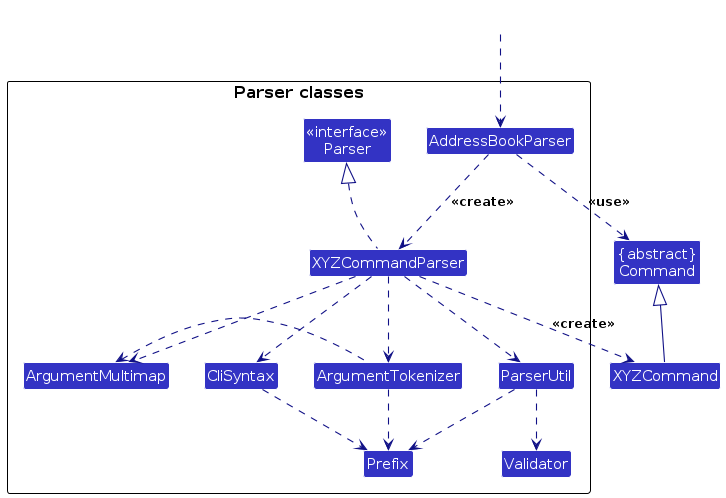 Parser classes
«interface»
Parser
AddressBookParser
«create»
«use»
XYZCommandParser
{abstract}
Command
«create»
ArgumentMultimap
CliSyntax
ArgumentTokenizer
ParserUtil
XYZCommand
Prefix
Validator